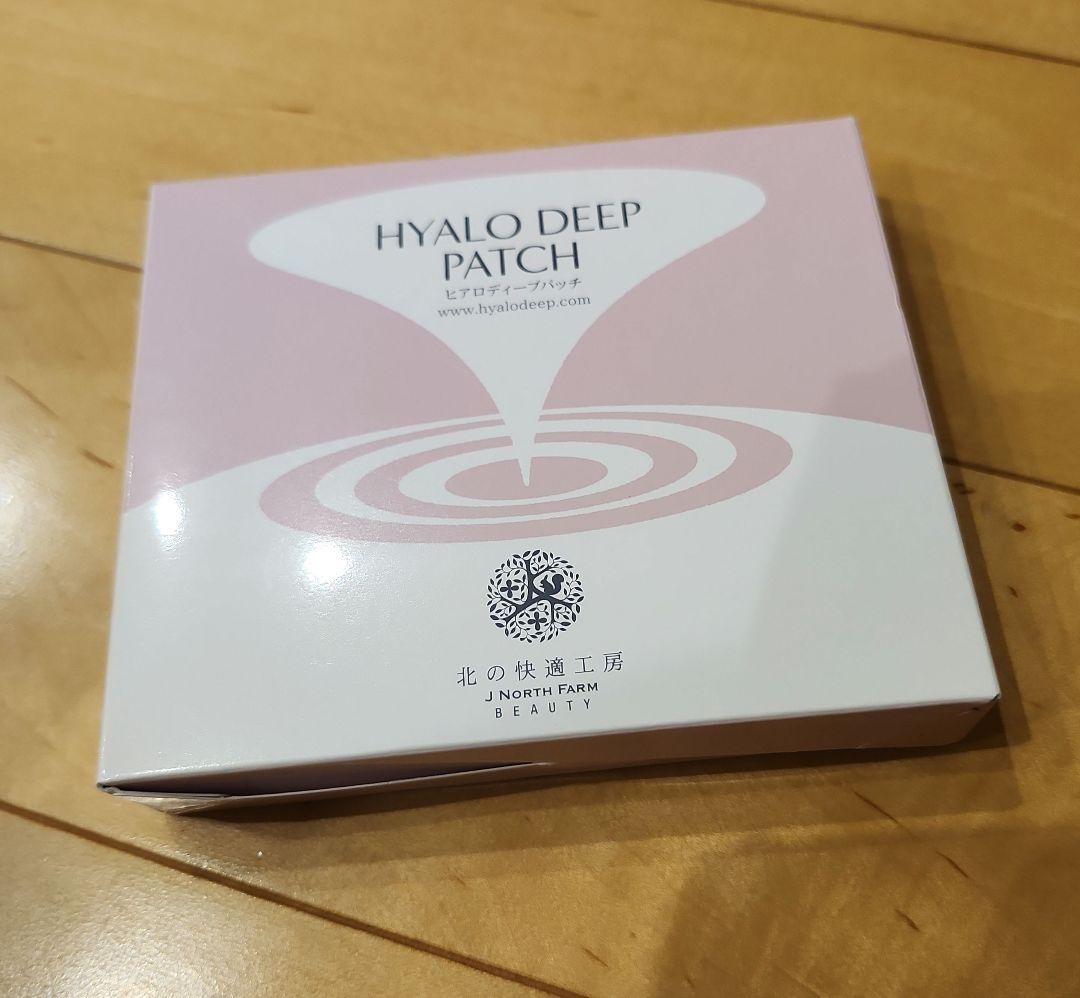 HYALO DEEP
PATCH
ヒアロディープパッチ
www.hyalodeep.com
北の快適工房
J NORTH FARM
BEAUTY